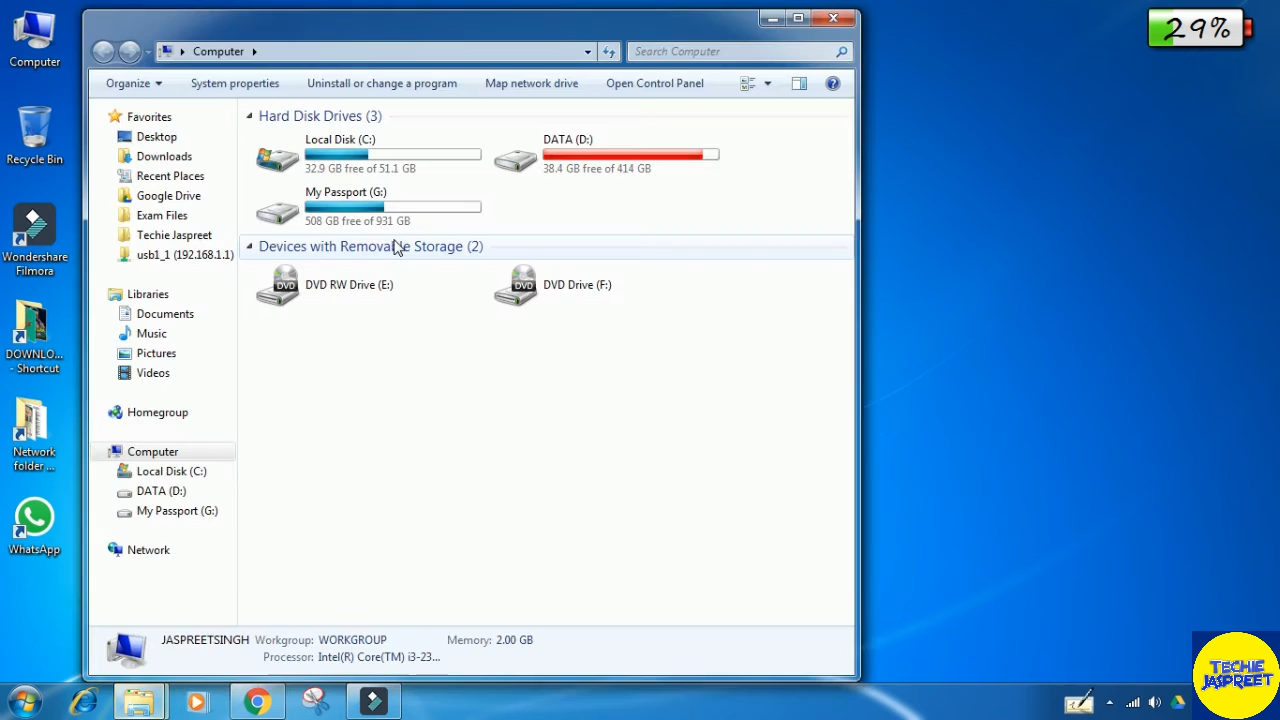 Computer
Recycle Bin
Wondershare
Filmora
DOWNLO...
- Shortcut
Network
folder ...
WhatsApp
Computer
Search Computer
Organize
System properties
Uninstall or change a program
Map network drive
Open Control Panel
Favorites
Desktop
Downloads
Recent Places
Google Drive
Exam Files
Techie Jaspreet
usb1_1 (192.168.1.1)
Libraries
Documents
Music
Pictures
Videos
Homegroup
Computer
Local Disk (C:)
DATA (D:)
My Passport (G:)
Network
Hard Disk Drives (3)
Local Disk (C:)
32.9 GB free of 51.1 GB
DATA (D:)
38.4 GB free of 414 GB
My Passport (G:)
508 GB free of 931 GB
Devices with Removable Storage (2)
DVD
DVD RW Drive (E:)
DVD
DVD Drive (F:)
JASPREETSINGH Workgroup: WORKGROUP Memory: 2.00 GB
Processor: Intel(R) Core(TM) i3-23...
29%
TECHIE
JASPREET